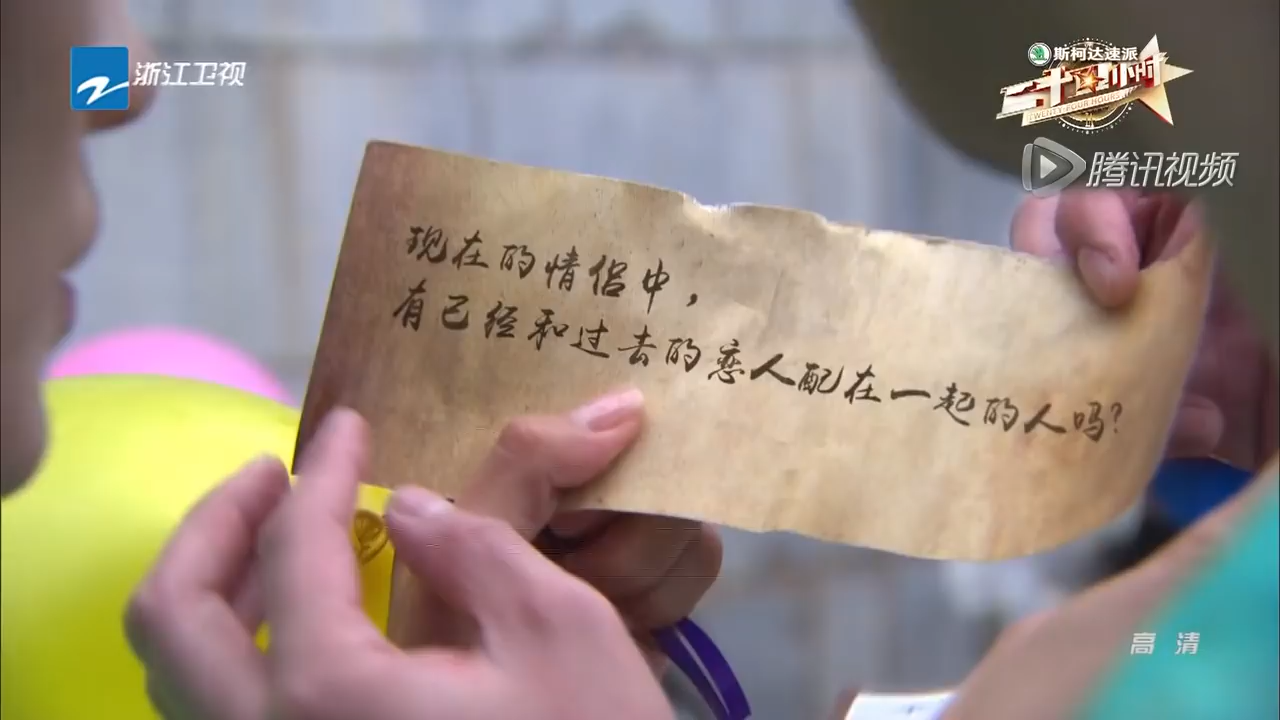 浙江卫视
斯柯达速派
二十四小时
TWENTY-FOUR HOURS
腾讯视频
现在的情侣中，
有已经和过去的恋人配在一起的人吗？
高清